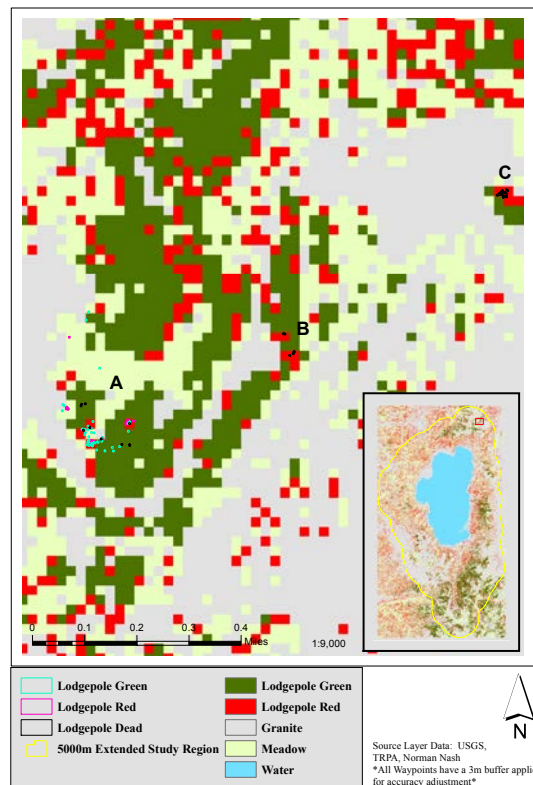 C
B
A
0 0.1 0.2 0.3 0.4
Miles
1:9,000
Lodgepole Green
Lodgepole Red
Lodgepole Dead
5000m Extended Study Region
Lodgepole Green
Lodgepole Red
Granite
Meadow
Water
N
Source Layer Data: USGS,
TRPA, Norman Nash
*All Waypoints have a 3m buffer applie
for accuracy adjustment*